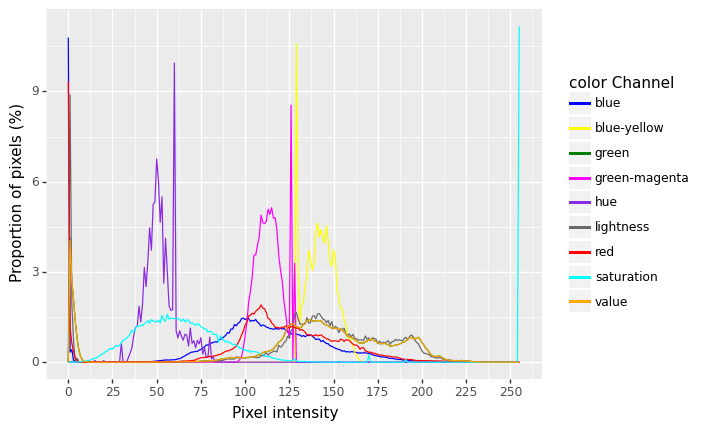 color Channel
blue
blue-yellow
green
green-magenta
hue
lightness
red
saturation
value
Proportion of pixels (%)
9
6
3
0
0 25 50 75 100 125 150 175 200 225 250
Pixel intensity